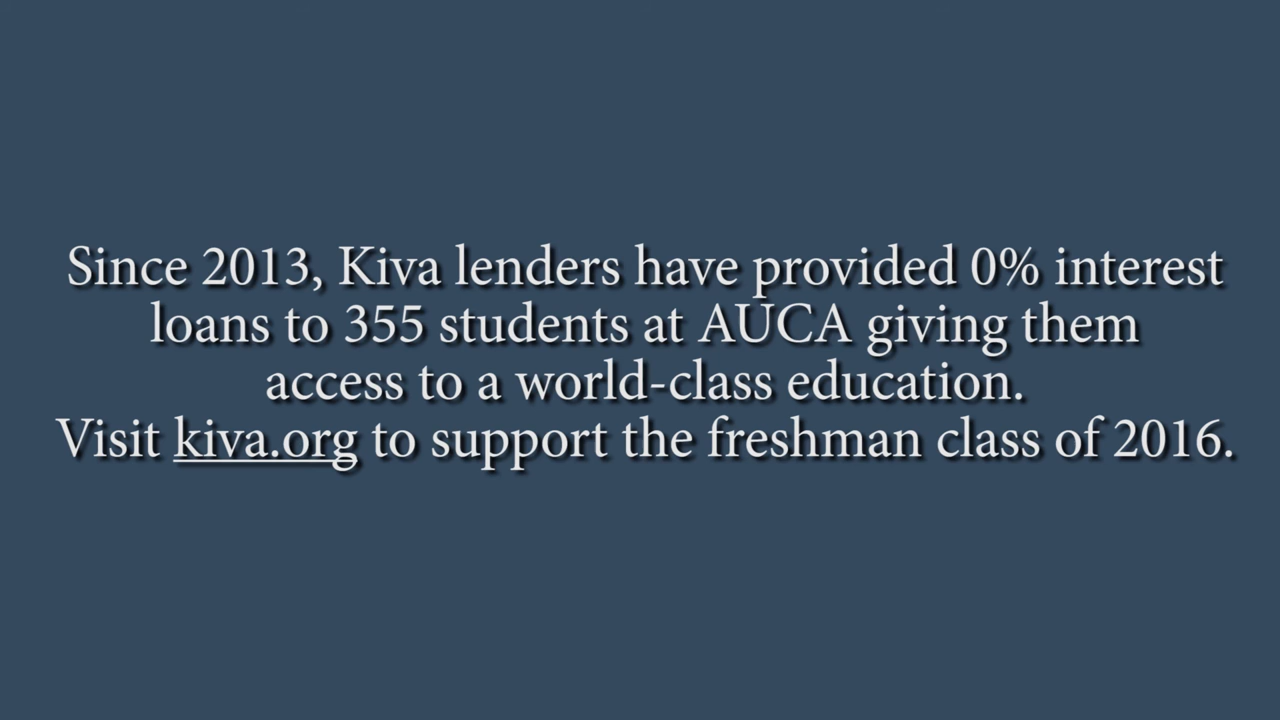 Since 2013, Kiva lenders have provided 0% interest
loans to 355 students at AUCA giving them
access to a world-class education.
Visit kiva.org to support the freshman class of 2016.